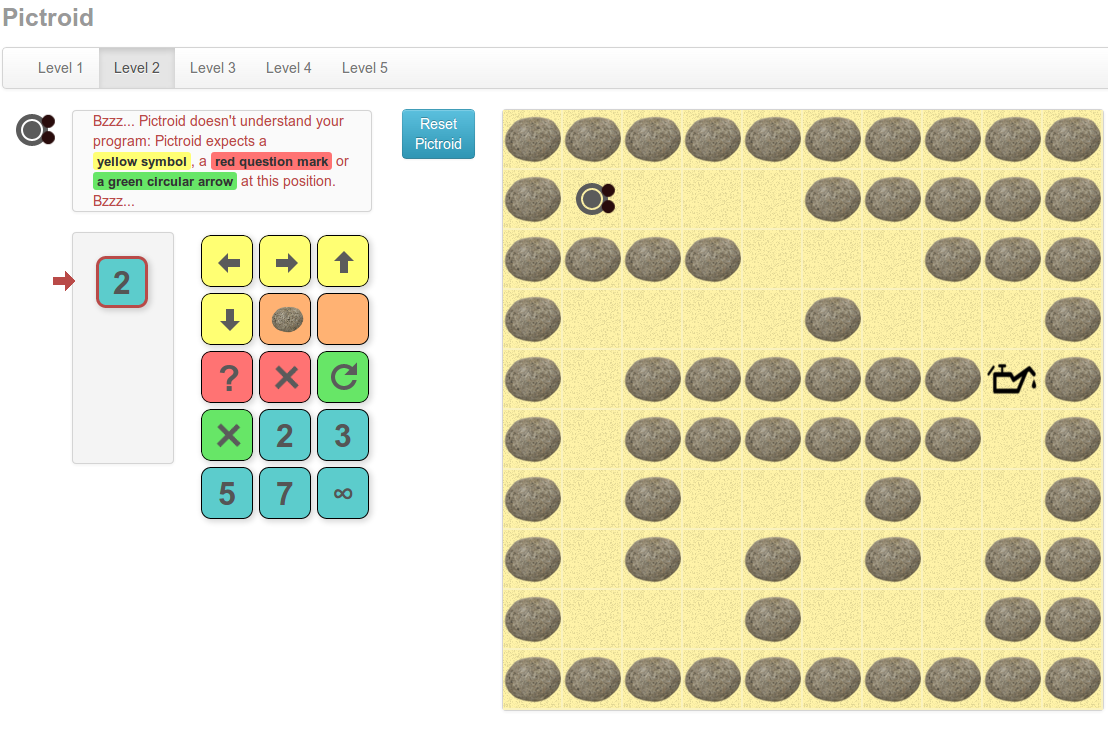 Pictroid
Level 1 Level 2 Level 3 Level 4 Level 5
Bzzz... Pictroid doesn't understand your
program: Pictroid expects a
yellow symbol , a red question mark or
a green circular arrow at this position.
Bzzz...
Reset
Pictroid
2
?
2 3
5 7 ∞